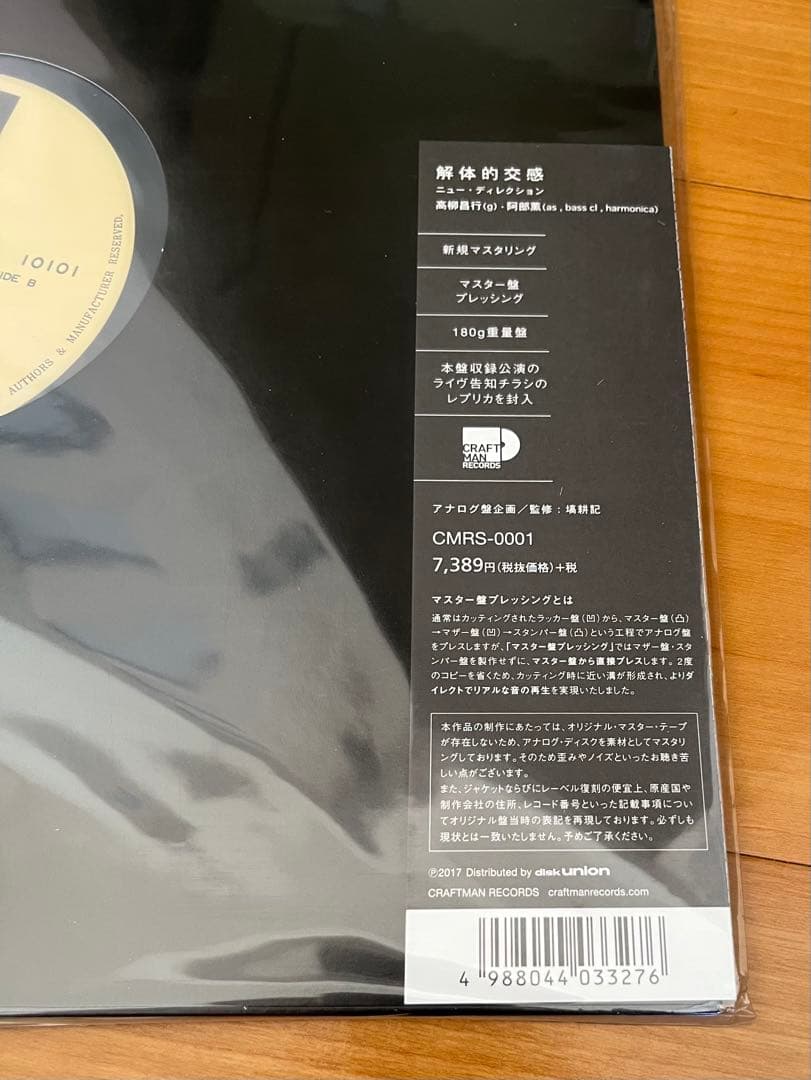 10101
SIDE B
AUTHORS & MANUFACTURER RESERVED.
解体的交感
ニュー・ディレクション
高柳昌行(g)・阿部薫(as , bass cl , harmonica)
新規マスタリング
マスター盤
プレッシング
180g重量盤
本盤収録公演の
ライヴ告知チラシの
レプリカを封入
CRAFT
MAN
RECORDS
アナログ盤企画／監修：塙耕記
CMRS-0001
7,389円(税抜価格)+税
マスター盤プレッシングとは
通常はカッティングされたラッカー盤(凹)から、マスター盤(凸)
→マザー盤(凹)→スタンパー盤(凸)という工程でアナログ盤
をプレスしますが、「マスター盤プレッシング」ではマザー盤・スタ
ンパー盤を製作せずに、マスター盤から直接プレスします。2度
のコピーを省くため、カッティング時に近い溝が形成され、よりダ
イレクトでリアルな音の再生を実現いたしました。
本作品の制作にあたっては、オリジナル・マスター・テープ
が存在しないため、アナログ・ディスクを素材としてマスタリ
ングしております。そのため歪みやノイズといったお聴き苦
しい点がございます。
また、ジャケットならびにレーベル復刻の便宜上、原産国や
制作会社の住所、レコード番号といった記載事項につい
てオリジナル盤当時の表記を再現しております。必ずしも
現状とは一致いたしません。予めご了承ください。
℗2017 Distributed by disk union
CRAFTMAN RECORDS craftmanrecords.com
4 988044 033276